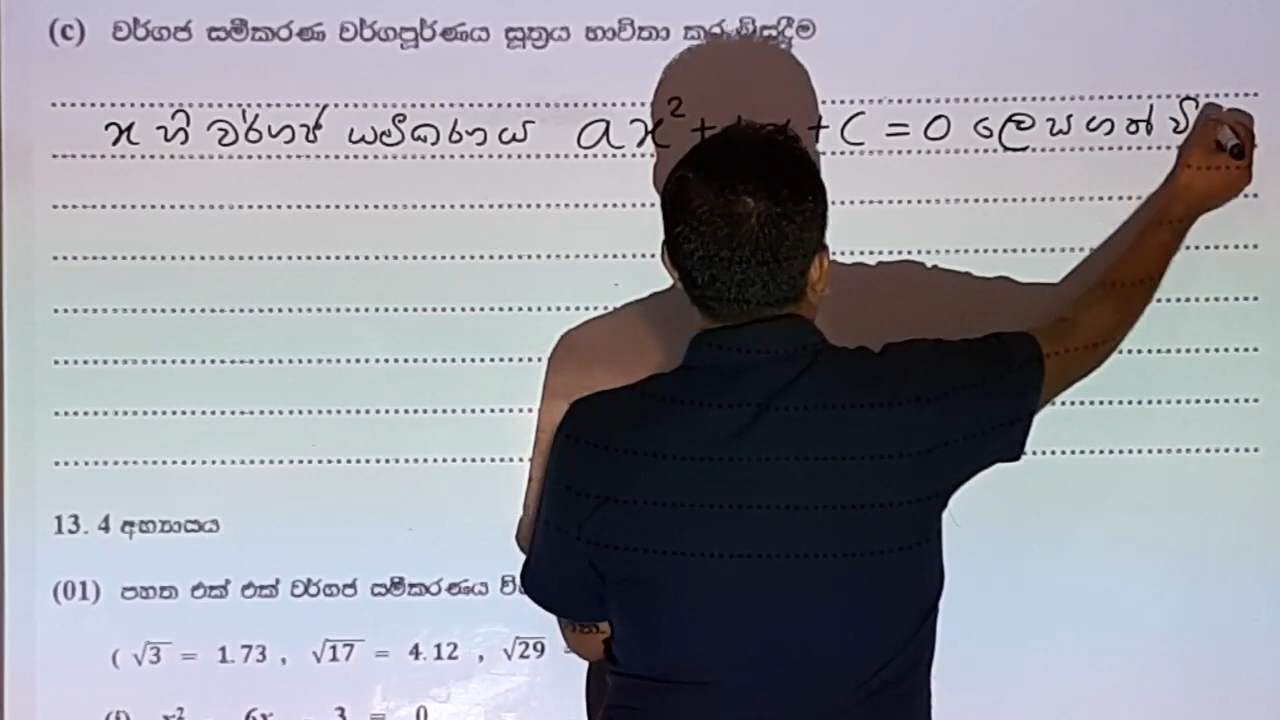 (c) වර්ගජ සමීකරණ වර්ගපූර්ණය සූත්‍රය භාවිතා කර විසදීම
x හි වර්ගජ සමීකරණය ax² + + c = 0 ලෙස ගත් වි
13. 4 අභ්‍යාසය
(01) පහත එක් එක් වර්ගජ සමීකරණය
( √3 = 1.73 , √17 = 4.12 , √29
(i) x² 6x 3 = 0